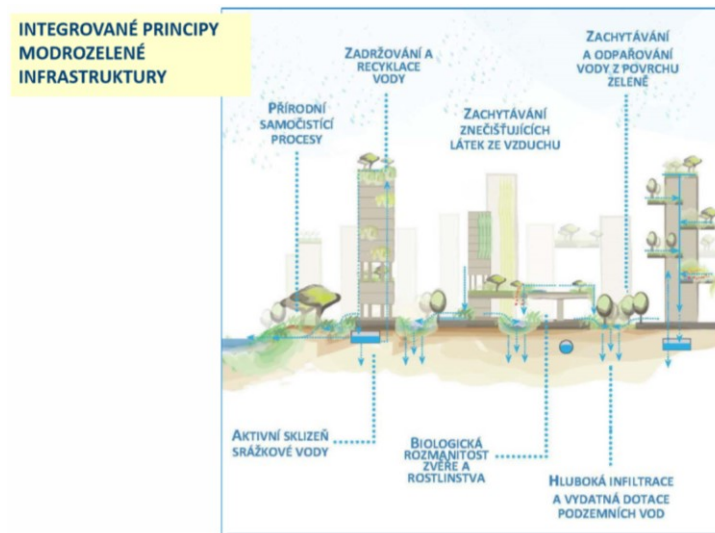 INTEGROVANÉ PRINCIPY
MODROZELENÉ
INFRASTRUKTURY
ZADRŽOVÁNÍ A
RECYKLACE
VODY
ZACHYTÁVÁNÍ
A ODPAŘOVÁNÍ
VODY Z POVRCHU
ZELENĚ
PŘÍRODNÍ
SAMOČISTÍCÍ
PROCESY
ZACHYTÁVÁNÍ
ZNEČIŠŤUJÍCÍCH
LÁTEK ZE VZDUCHU
AKTIVNÍ SKLIZEŇ
SRÁŽKOVÉ VODY
BIOLOGICKÁ
ROZMANITOST
ZVĚŘE A
ROSTLINSTVA
HLUBOKÁ INFILTRACE
A VYDATNÁ DOTACE
PODZEMNÍCH VOD